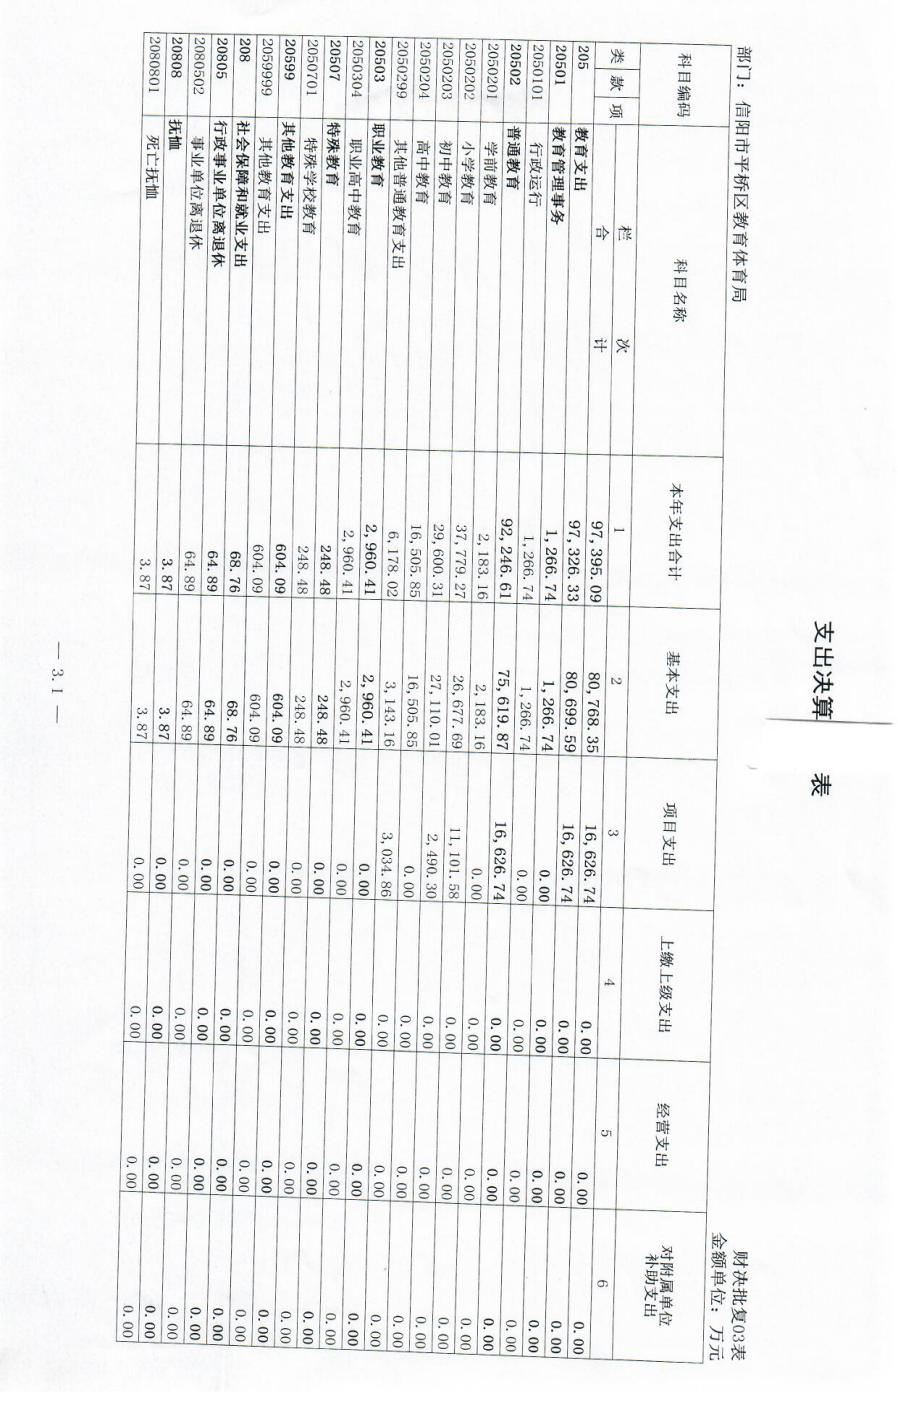 支出决算 表
财决批复03表
部门：信阳市平桥区教育体育局
金额单位：万元
科目编码 科目名称 本年支出合计 基本支出 项目支出 上缴上级支出 经营支出 对附属单位
补助支出
类 款 项 栏 次 1 2 3 4 5 6
合 计 97,395.09 80,768.35 16,626.74 0.00 0.00 0.00
205 教育支出 97,326.33 80,699.59 16,626.74 0.00 0.00 0.00
20501 教育管理事务 1,266.74 1,266.74 0.00 0.00 0.00 0.00
2050101 行政运行 1,266.74 1,266.74 0.00 0.00 0.00 0.00
20502 普通教育 92,246.61 75,619.87 16,626.74 0.00 0.00 0.00
2050201 学前教育 2,183.16 2,183.16 0.00 0.00 0.00 0.00
2050202 小学教育 37,779.27 26,677.69 11,101.58 0.00 0.00 0.00
2050203 初中教育 29,600.31 27,110.01 2,490.30 0.00 0.00 0.00
2050204 高中教育 16,505.85 16,505.85 0.00 0.00 0.00 0.00
2050299 其他普通教育支出 6,178.02 3,143.16 3,034.86 0.00 0.00 0.00
20503 职业教育 2,960.41 2,960.41 0.00 0.00 0.00 0.00
2050304 职业高中教育 2,960.41 2,960.41 0.00 0.00 0.00 0.00
20507 特殊教育 248.48 248.48 0.00 0.00 0.00 0.00
2050701 特殊学校教育 248.48 248.48 0.00 0.00 0.00 0.00
20599 其他教育支出 604.09 604.09 0.00 0.00 0.00 0.00
2059999 其他教育支出 604.09 604.09 0.00 0.00 0.00 0.00
208 社会保障和就业支出 68.76 68.76 0.00 0.00 0.00 0.00
20805 行政事业单位离退休 64.89 64.89 0.00 0.00 0.00 0.00
2080502 事业单位离退休 64.89 64.89 0.00 0.00 0.00 0.00
20808 抚恤 3.87 3.87 0.00 0.00 0.00 0.00
2080801 死亡抚恤 3.87 3.87 0.00 0.00 0.00 0.00
— 3.1 —